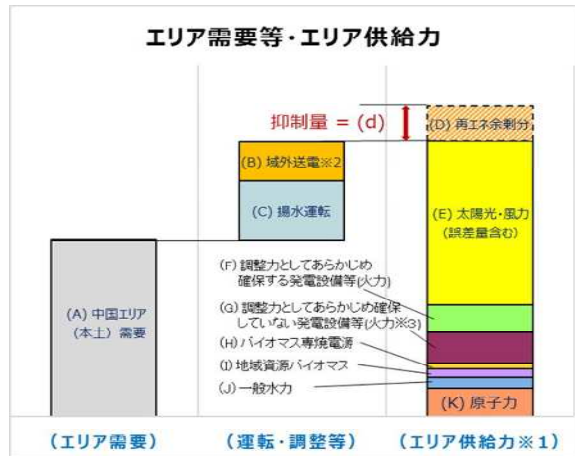 エリア需要等・エリア供給力
抑制量 = (d)
(D) 再エネ余剰分
(B) 域外送電※2
(C) 揚水運転
(E) 太陽光・風力
(誤差量含む)
(A) 中国エリア
(本土) 需要
(F) 調整力としてあらかじめ
確保する発電設備等(火力)
(G) 調整力としてあらかじめ確保
していない発電設備等(火力※3)
(H) バイオマス専焼電源
(I) 地域資源バイオマス
(J) 一般水力
(K) 原子力
(エリア需要)
(運転・調整等)
(エリア供給力※1)